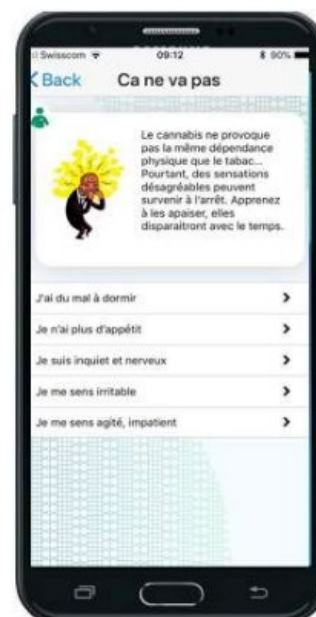 Swisscom 09:12 90%
Back Ca ne va pas
Le cannabis ne provoque
pas la même dépendance
physique que le tabac...
Pourtant, des sensations
désagréables peuvent
survenir à l'arrêt. Apprenez
à les apaiser, elles
disparaitront avec le temps.
J'ai du mal à dormir
Je n'ai plus d'appétit
Je suis inquiet et nerveux
Je me sens irritable
Je me sens agité, impatient